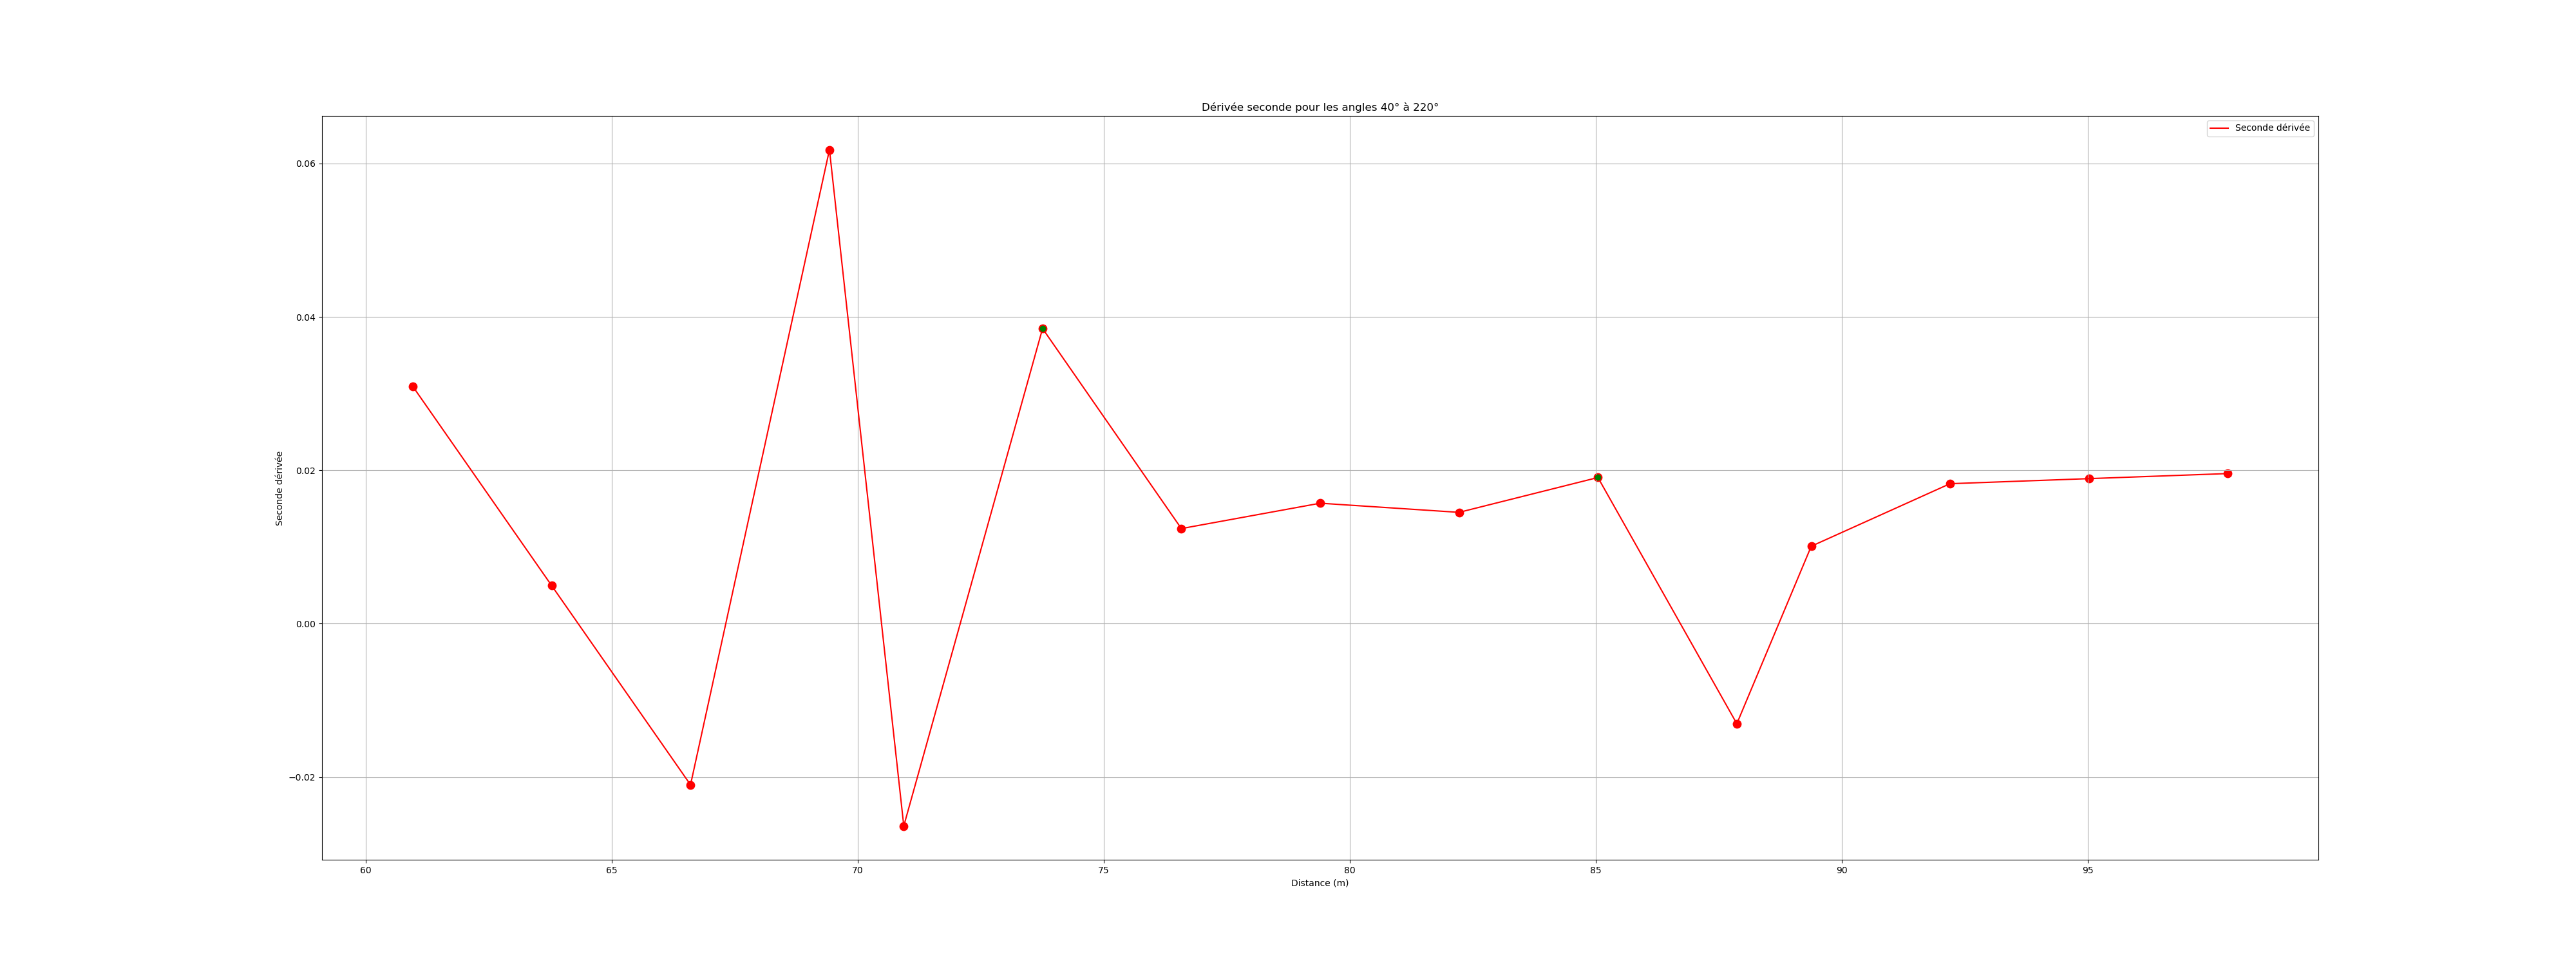 Dérivée seconde pour les angles 40° à 220°
Seconde dérivée
0.06
0.04
0.02
0.00
−0.02
Seconde dérivée
60 65 70 75 80 85 90 95
Distance (m)